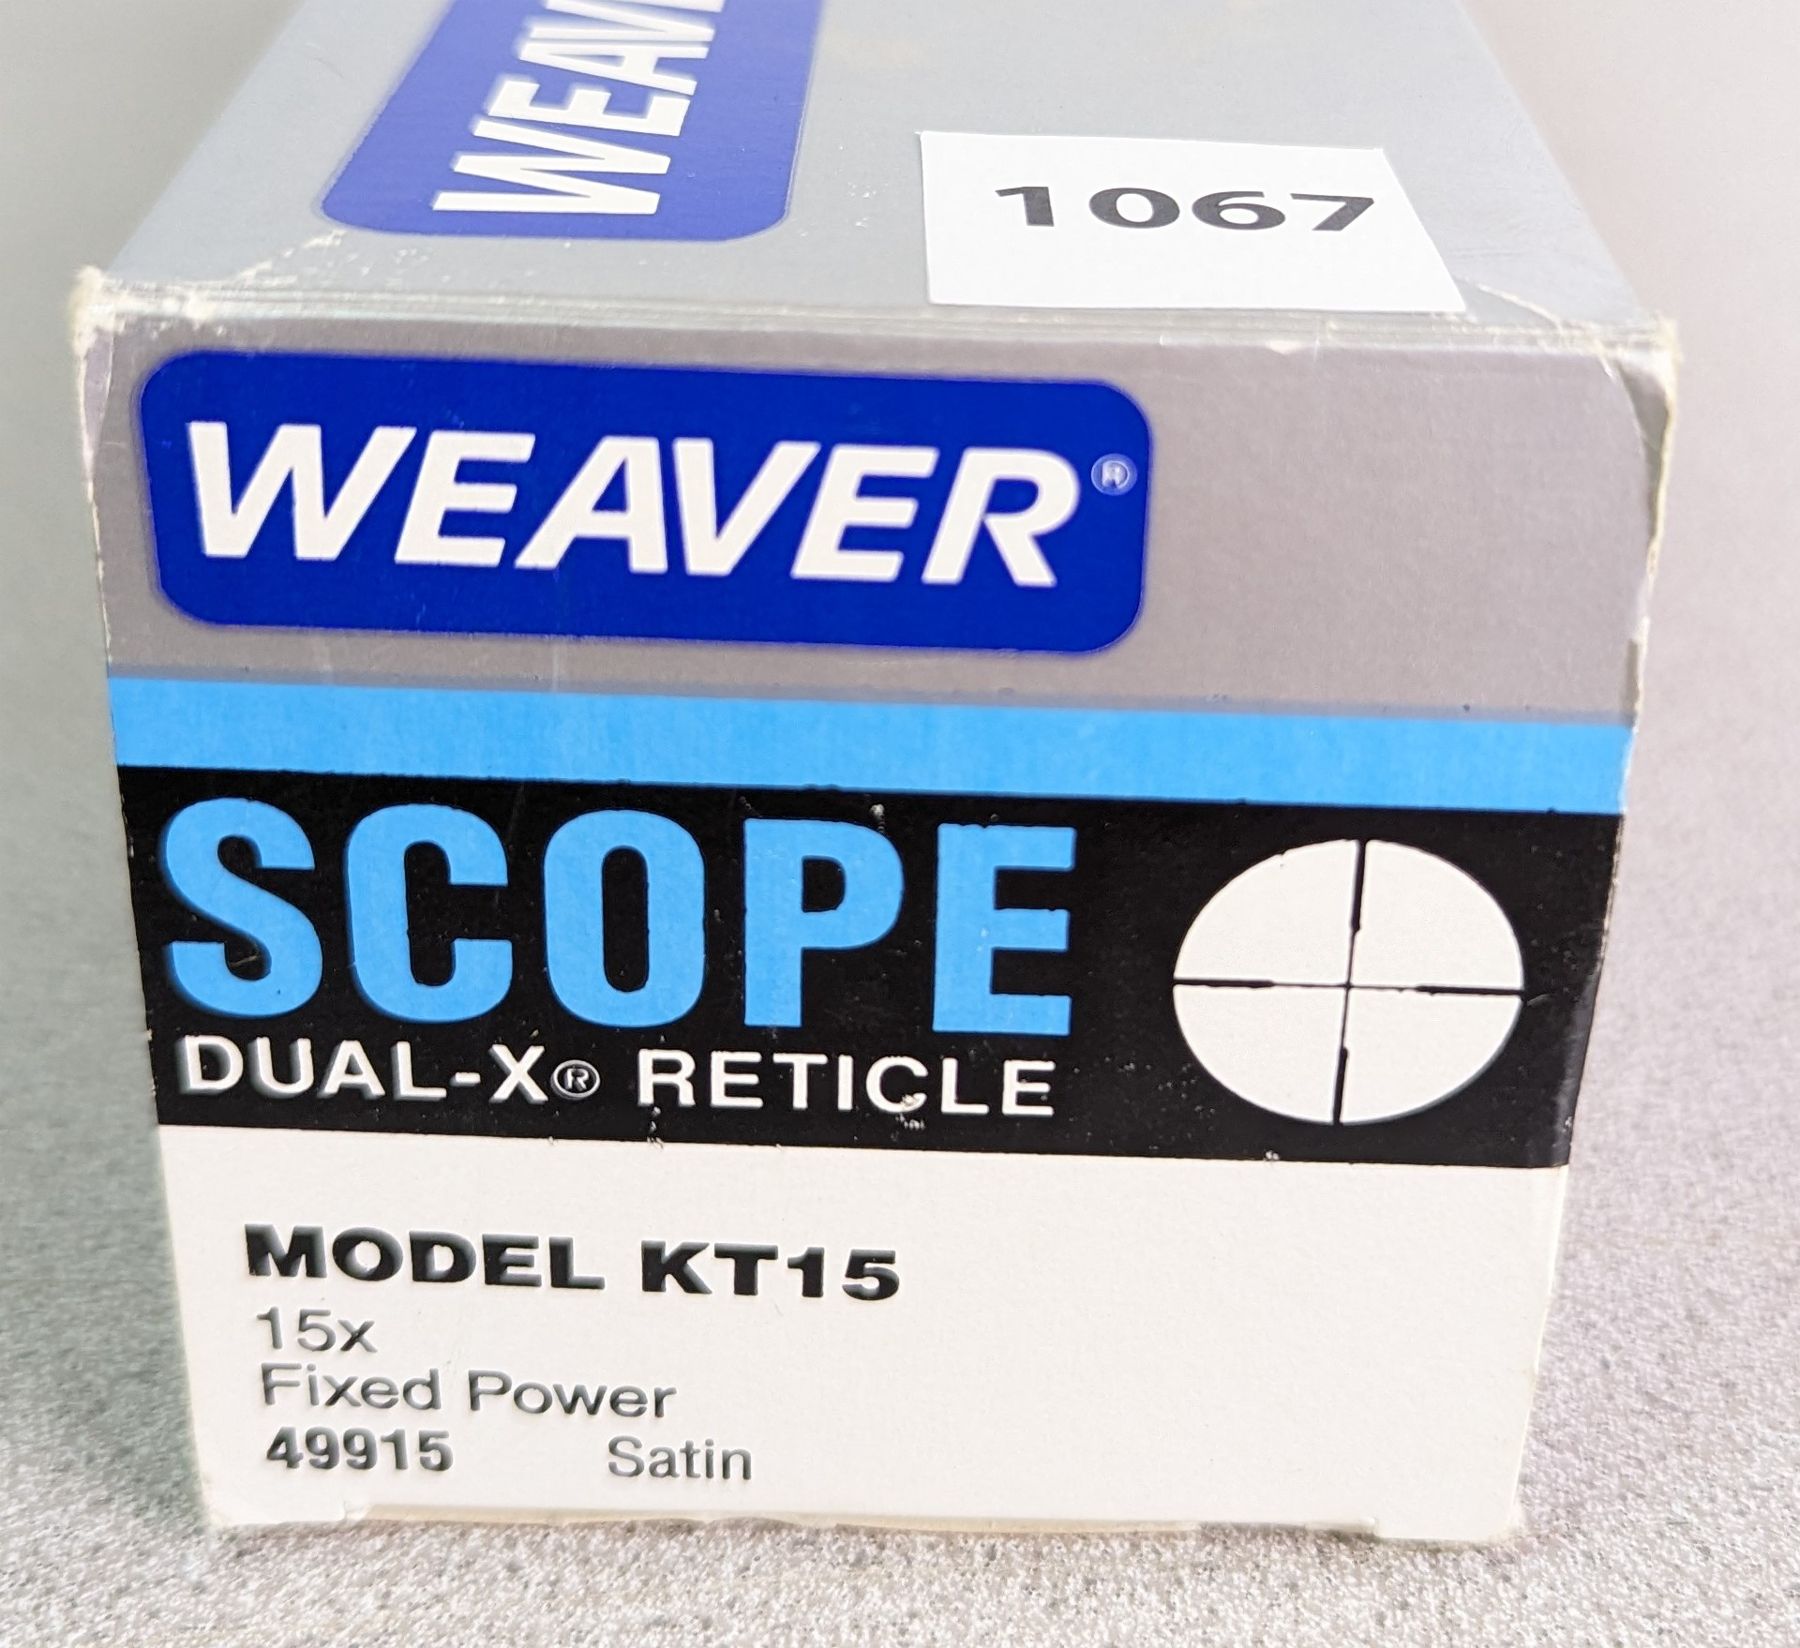 WEAVER
1067
WEAVER®
SCOPE
DUAL-X® RETICLE
MODEL KT15
15x
Fixed Power
49915 Satin